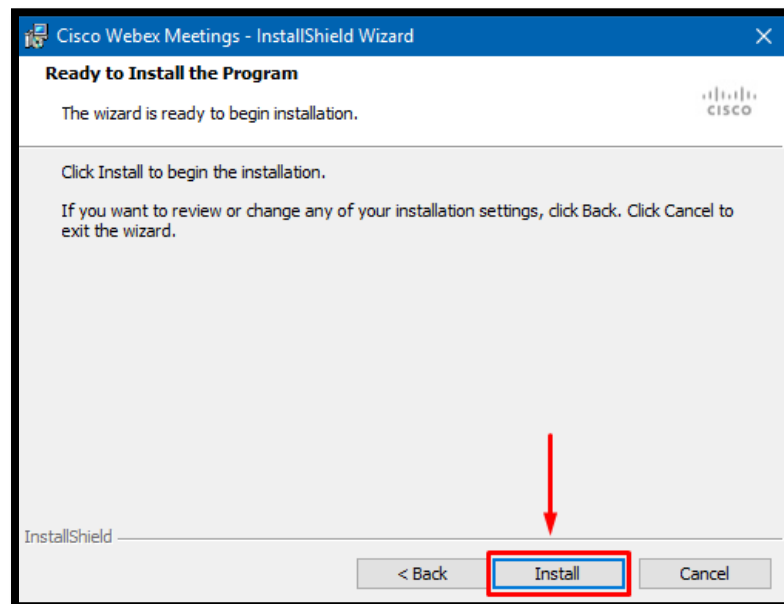 Cisco Webex Meetings - InstallShield Wizard
Ready to Install the Program
The wizard is ready to begin installation.
CISCO
Click Install to begin the installation.
If you want to review or change any of your installation settings, click Back. Click Cancel to
exit the wizard.
InstallShield
< Back Install Cancel